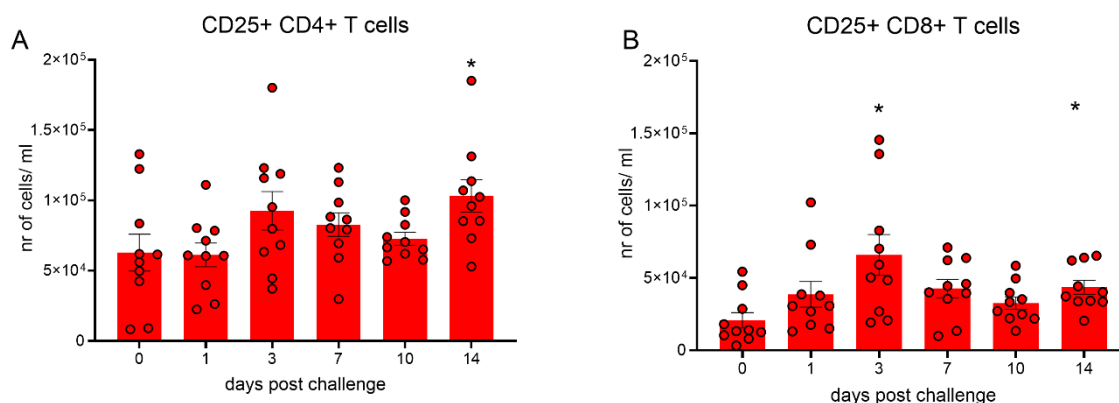 A
CD25+ CD4+ T cells
nr of cells/ ml
2×10⁵
1.5×10⁵
1×10⁵
5×10⁴
0
*
0 1 3 7 10 14
days post challenge
B
CD25+ CD8+ T cells
nr of cells/ ml
2×10⁵
1.5×10⁵
1×10⁵
5×10⁴
0
* *
0 1 3 7 10 14
days post challenge